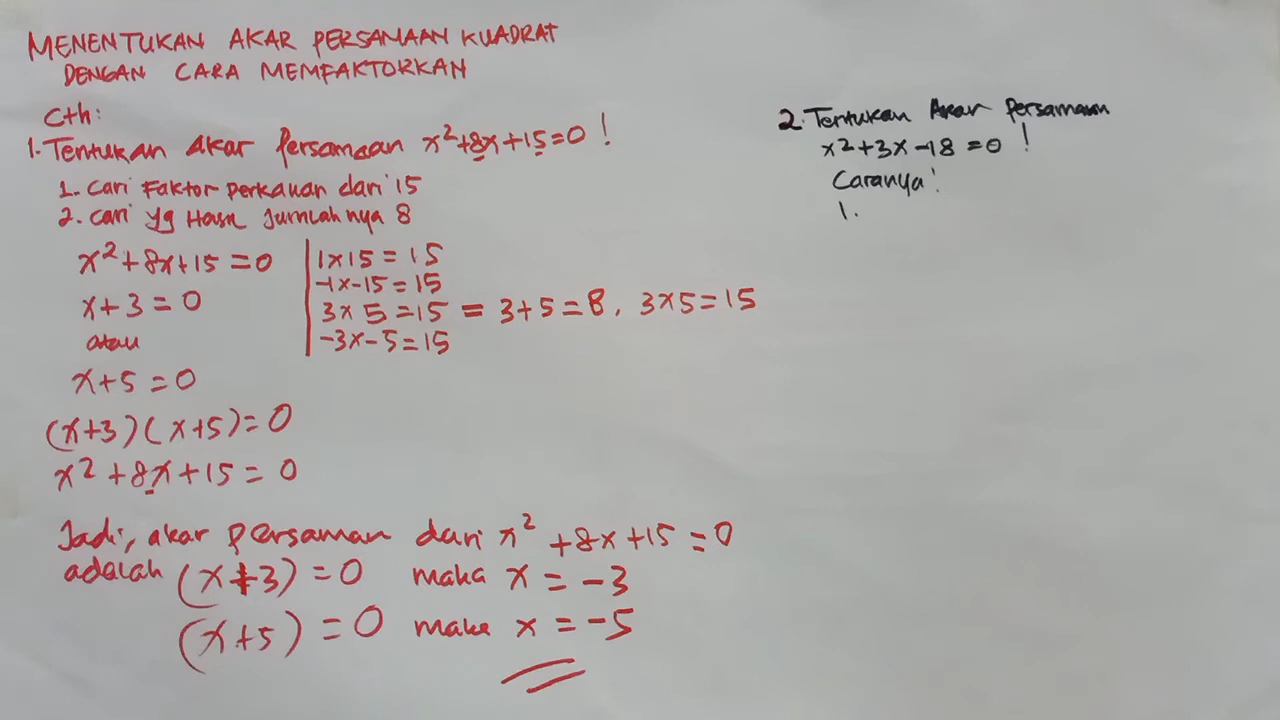 MENENTUKAN AKAR PERSAMAAN KUADRAT
DENGAN CARA MEMFAKTORKAN
Cth:
1. Tentukan Akar Persamaan x²+8x+15=0 !
1. Cari Faktor perkalian dari 15
2. Cari yg Hasil Jumlahnya 8
x²+8x+15=0
x+3=0
atau
x+5=0
(x+3)(x+5)=0
x²+8x+15=0
1x15=15
-1x-15=15
3x5=15 = 3+5=8, 3x5=15
-3x-5=15
Jadi, akar persaman dari x²+8x+15=0
adalah (x+3)=0 maka x=-3
(x+5)=0 maka x=-5
2. Tentukan Akar Persamaan
x²+3x-18=0 !
Caranya!
1.